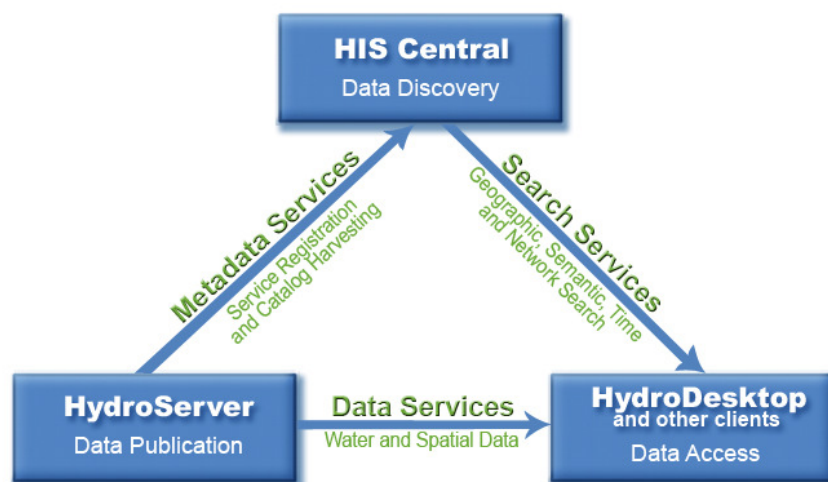 HIS Central
Data Discovery
Metadata Services
Service Registration
and Catalog Harvesting
Search Services
Geographic, Semantic, Time
and Network Search
HydroServer
Data Publication
Data Services
Water and Spatial Data
HydroDesktop
and other clients
Data Access